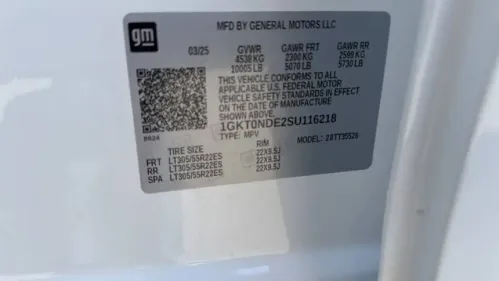 gm
MFD BY GENERAL MOTORS LLC
03/25 GVWR GAWR FRT GAWR RR
4538 KG 2300 KG 2599 KG
10005 LB 5070 LB 5730 LB
THIS VEHICLE CONFORMS TO ALL
APPLICABLE U.S. FEDERAL MOTOR
VEHICLE SAFETY STANDARDS IN EFFECT
ON THE DATE OF MANUFACTURE
SHOWN ABOVE.
1GKT0NDE2SU116218
TYPE: MPV MODEL:
TIRE SIZE RIM
FRT LT305/55R22ES 22X9.5J
RR LT305/55R22ES 22X9.5J
SPA LT305/55R22ES 22X9.5J